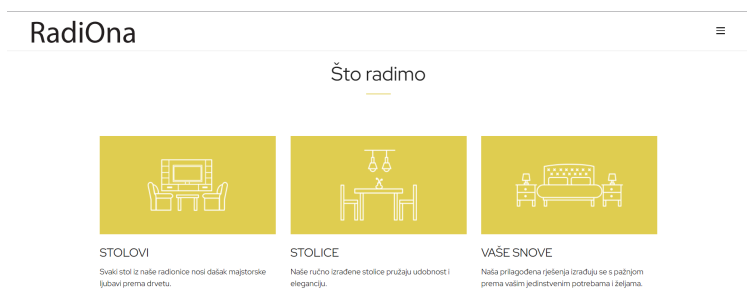 RadiOna
Što radimo
STOLOVI
Svaki stol iz naše radionice nosi dašak majstorske
ljubavi prema drvetu.
STOLICE
Naše ručno izrađene stolice pružaju udobnost i
eleganciju.
VAŠE SNOVE
Naša prilagođena rješenja izrađuju se s pažnjom
prema vašim jedinstvenim potrebama i željama.